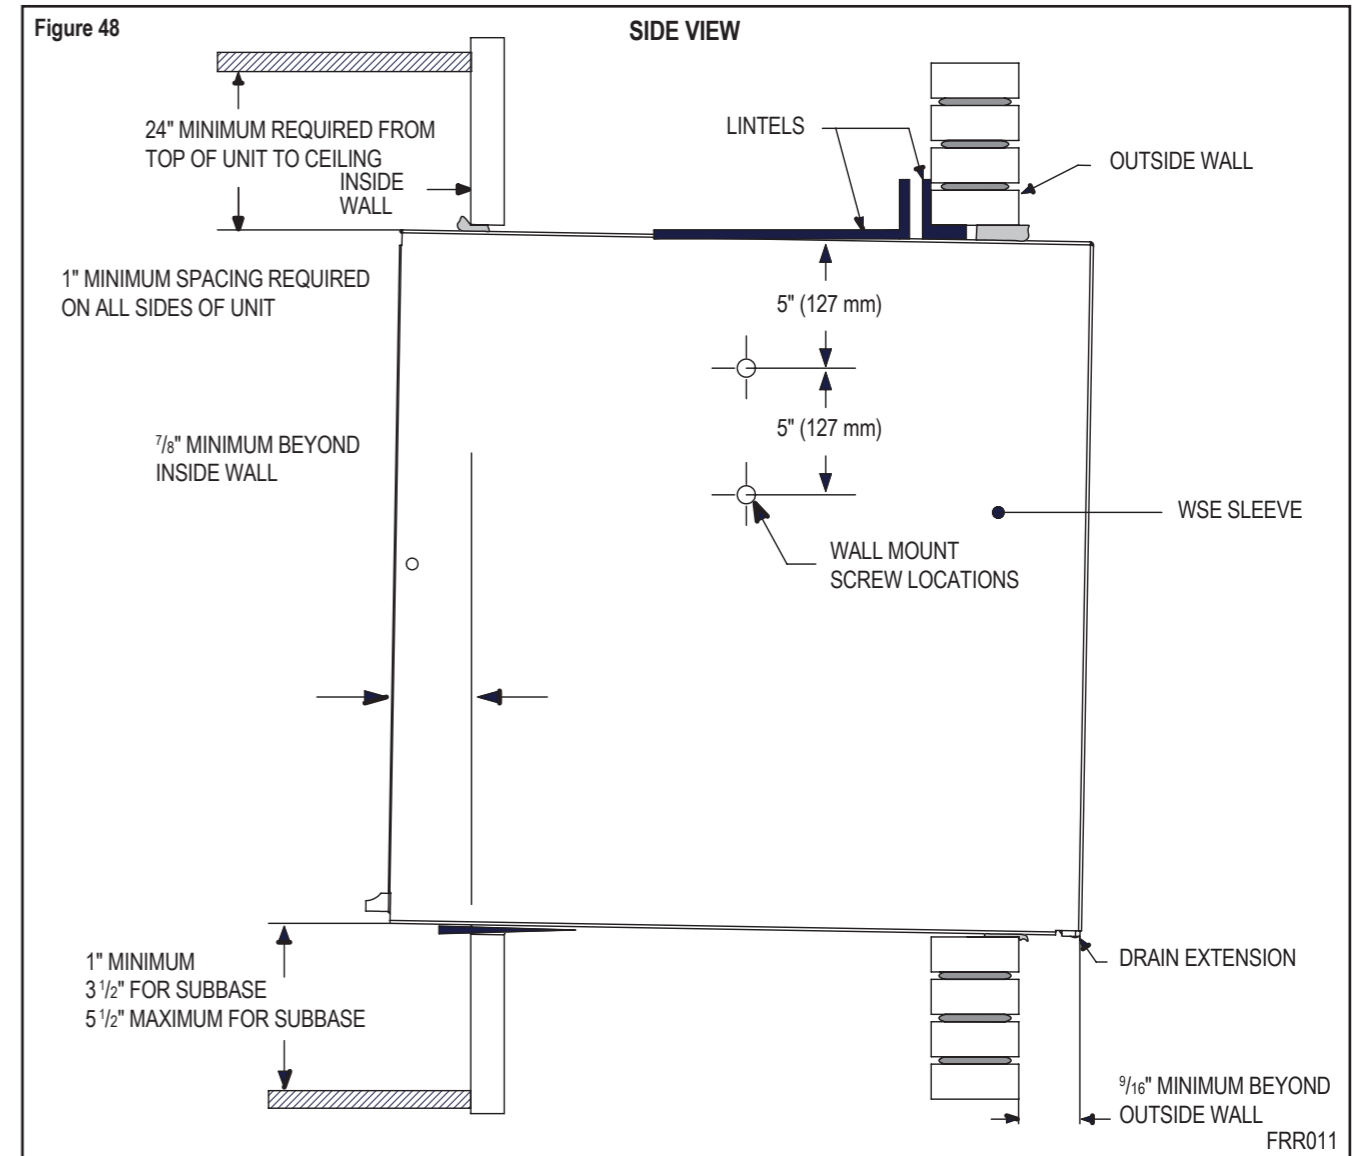 Figure 48
SIDE VIEW
24" MINIMUM REQUIRED FROM
TOP OF UNIT TO CEILING
INSIDE
WALL
LINTELS
OUTSIDE WALL
1" MINIMUM SPACING REQUIRED
ON ALL SIDES OF UNIT
5" (127 mm)
7/8" MINIMUM BEYOND
INSIDE WALL
5" (127 mm)
WSE SLEEVE
WALL MOUNT
SCREW LOCATIONS
1" MINIMUM
3 1/2" FOR SUBBASE
5 1/2" MAXIMUM FOR SUBBASE
DRAIN EXTENSION
9/16" MINIMUM BEYOND
OUTSIDE WALL
FRR011